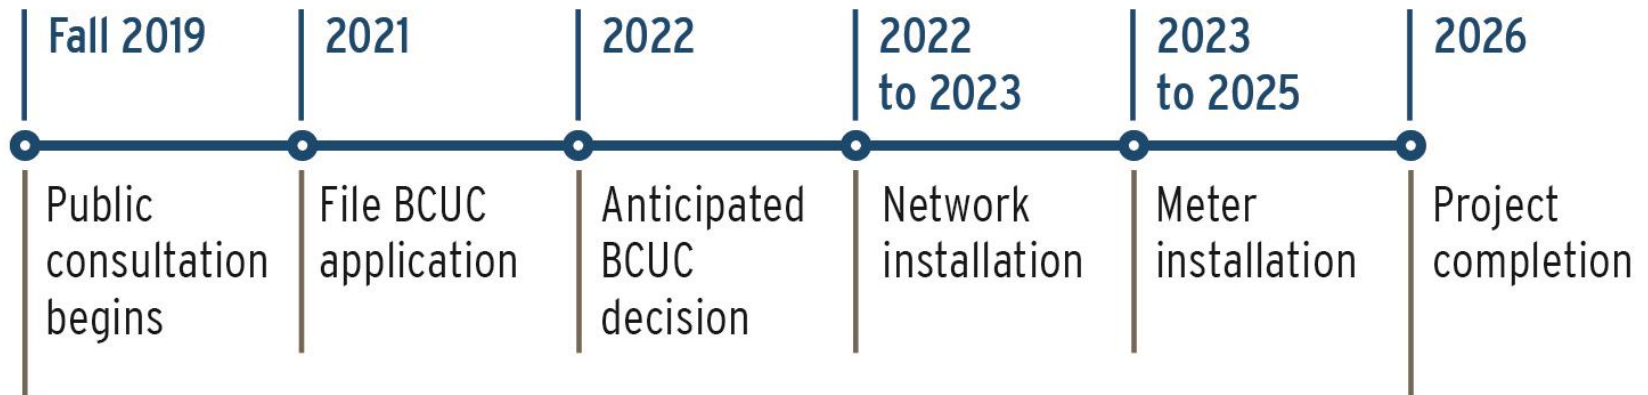 Fall 2019
Public
consultation
begins
2021
File BCUC
application
2022
Anticipated
BCUC
decision
2022
to 2023
Network
installation
2023
to 2025
Meter
installation
2026
Project
completion